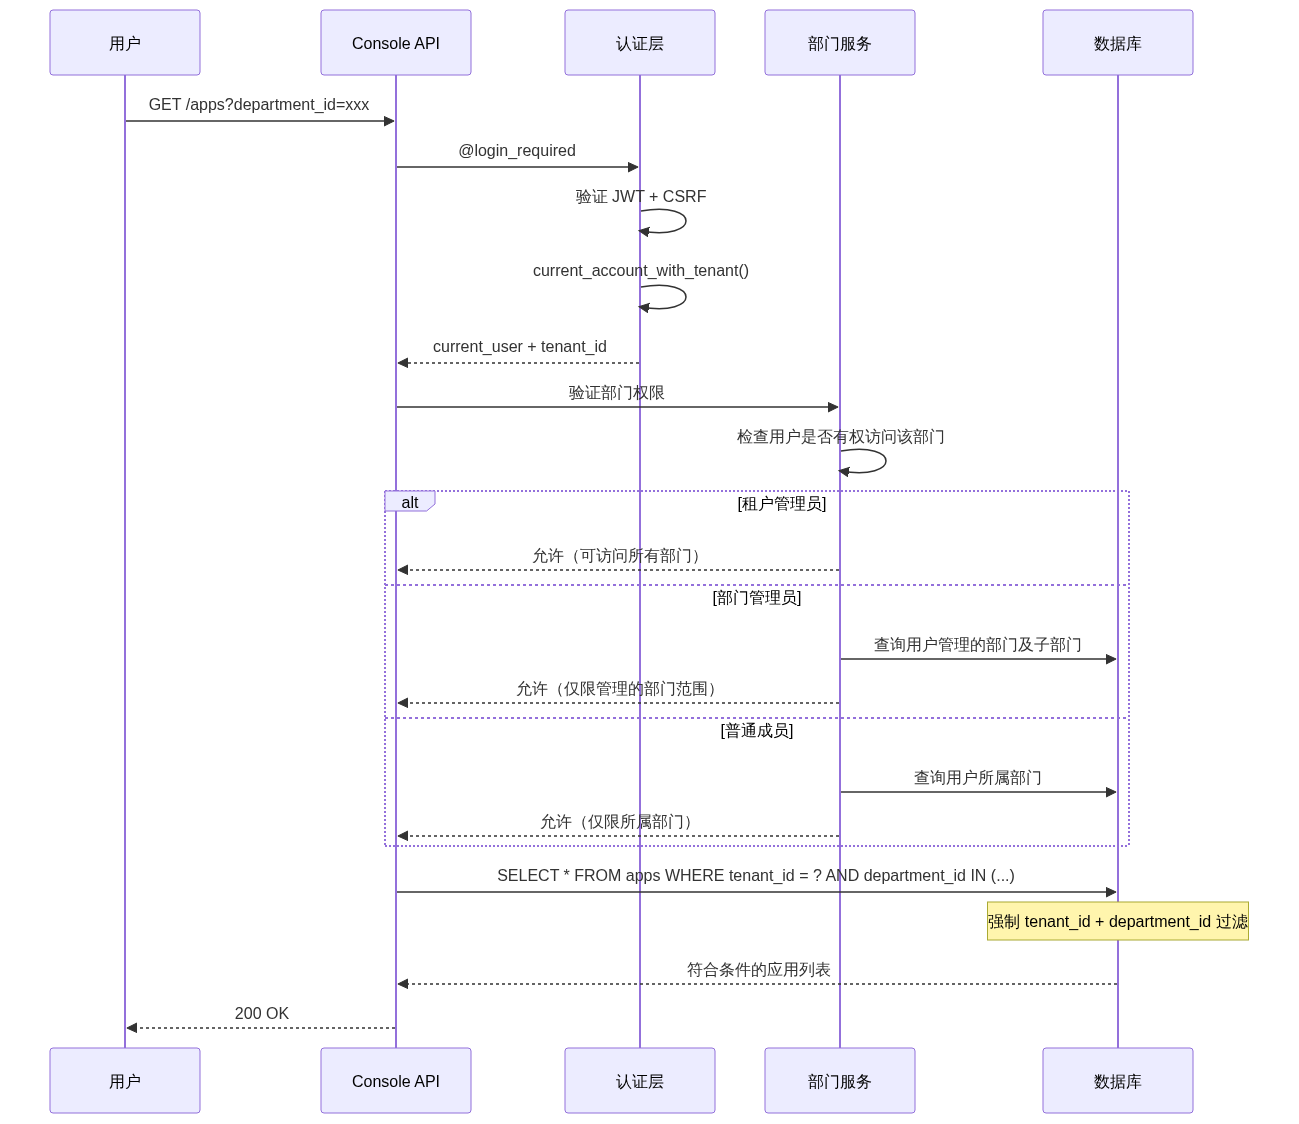 用户
Console API
认证层
部门服务
数据库
GET /apps?department_id=xxx
@login_required
验证 JWT + CSRF
current_account_with_tenant()
current_user + tenant_id
验证部门权限
检查用户是否有权访问该部门
alt
[租户管理员]
允许（可访问所有部门）
[部门管理员]
查询用户管理的部门及子部门
允许（仅限管理的部门范围）
[普通成员]
查询用户所属部门
允许（仅限所属部门）
SELECT * FROM apps WHERE tenant_id = ? AND department_id IN (...)
强制 tenant_id + department_id 过滤
符合条件的应用列表
200 OK
用户
Console API
认证层
部门服务
数据库